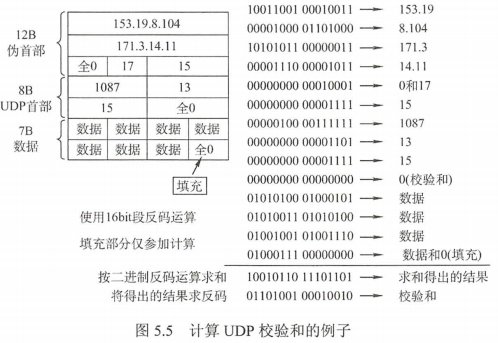 12B
伪首部
153.19.8.104
171.3.14.11
全0 17 15
8B
UDP首部
1087 13
15 全0
7B
数据
数据 数据 数据 数据
数据 数据 数据 全0
填充
10011001 00010011 → 153.19
00001000 01101000 → 8.104
10101011 00000011 → 171.3
00001110 00001011 → 14.11
00000000 00010001 → 0和17
00000000 00001111 → 15
00000100 00111111 → 1087
00000000 00001101 → 13
00000000 00001111 → 15
00000000 00000000 → 0(校验和)
01010100 01000101 → 数据
使用16bit段反码运算 01010011 01010100 → 数据
01001001 01001110 → 数据
填充部分仅参加计算 01000111 00000000 → 数据和0(填充)
按二进制反码运算求和 10010110 11101101 → 求和得出的结果
将得出的结果求反码 01101001 00010010 → 校验和
图 5.5 计算 UDP 校验和的例子